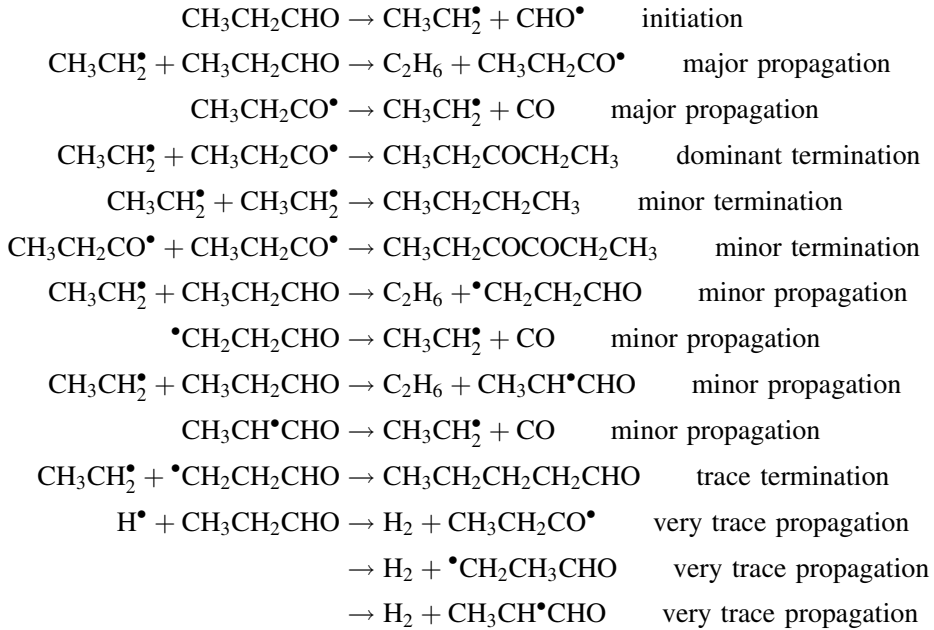 CH₃CH₂CHO → CH₃CH₂• + CHO• initiation
CH₃CH₂• + CH₃CH₂CHO → C₂H₆ + CH₃CH₂CO• major propagation
CH₃CH₂CO• → CH₃CH₂• + CO major propagation
CH₃CH₂• + CH₃CH₂CO• → CH₃CH₂COCH₂CH₃ dominant termination
CH₃CH₂• + CH₃CH₂• → CH₃CH₂CH₂CH₃ minor termination
CH₃CH₂CO• + CH₃CH₂CO• → CH₃CH₂COCOCH₂CH₃ minor termination
CH₃CH₂• + CH₃CH₂CHO → C₂H₆ + •CH₂CH₂CHO minor propagation
•CH₂CH₂CHO → CH₃CH₂• + CO minor propagation
CH₃CH₂• + CH₃CH₂CHO → C₂H₆ + CH₃CH•CHO minor propagation
CH₃CH•CHO → CH₃CH₂• + CO minor propagation
CH₃CH₂• + •CH₂CH₂CHO → CH₃CH₂CH₂CH₂CHO trace termination
H• + CH₃CH₂CHO → H₂ + CH₃CH₂CO• very trace propagation
→ H₂ + •CH₂CH₃CHO very trace propagation
→ H₂ + CH₃CH•CHO very trace propagation